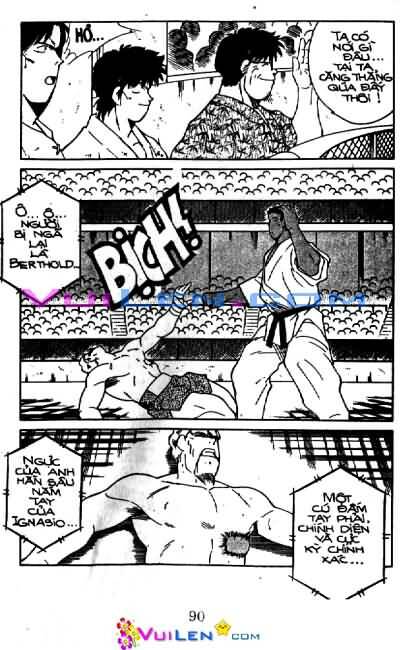 HỒ...
TA CÓ
NÓI GÌ
ĐÂU...
TẠI TA
CĂNG THẲNG
QUÁ ĐẤY
THÔI!
Ô... Ô...
NGƯỜI
BỊ NGÃ
LẠI
LÀ
BERTHOLD...
BỊCH!
VUILEN.COM
NGỰC
CỦA ANH
HẰN DẤU
NẮM
TAY
CỦA
IGNASIO...
MỘT
CÚ ĐẤM
TAY PHẢI,
CHÍNH DIỆN
VÀ CỰC
KỲ CHÍNH
XÁC...
90
VUILEN.COM